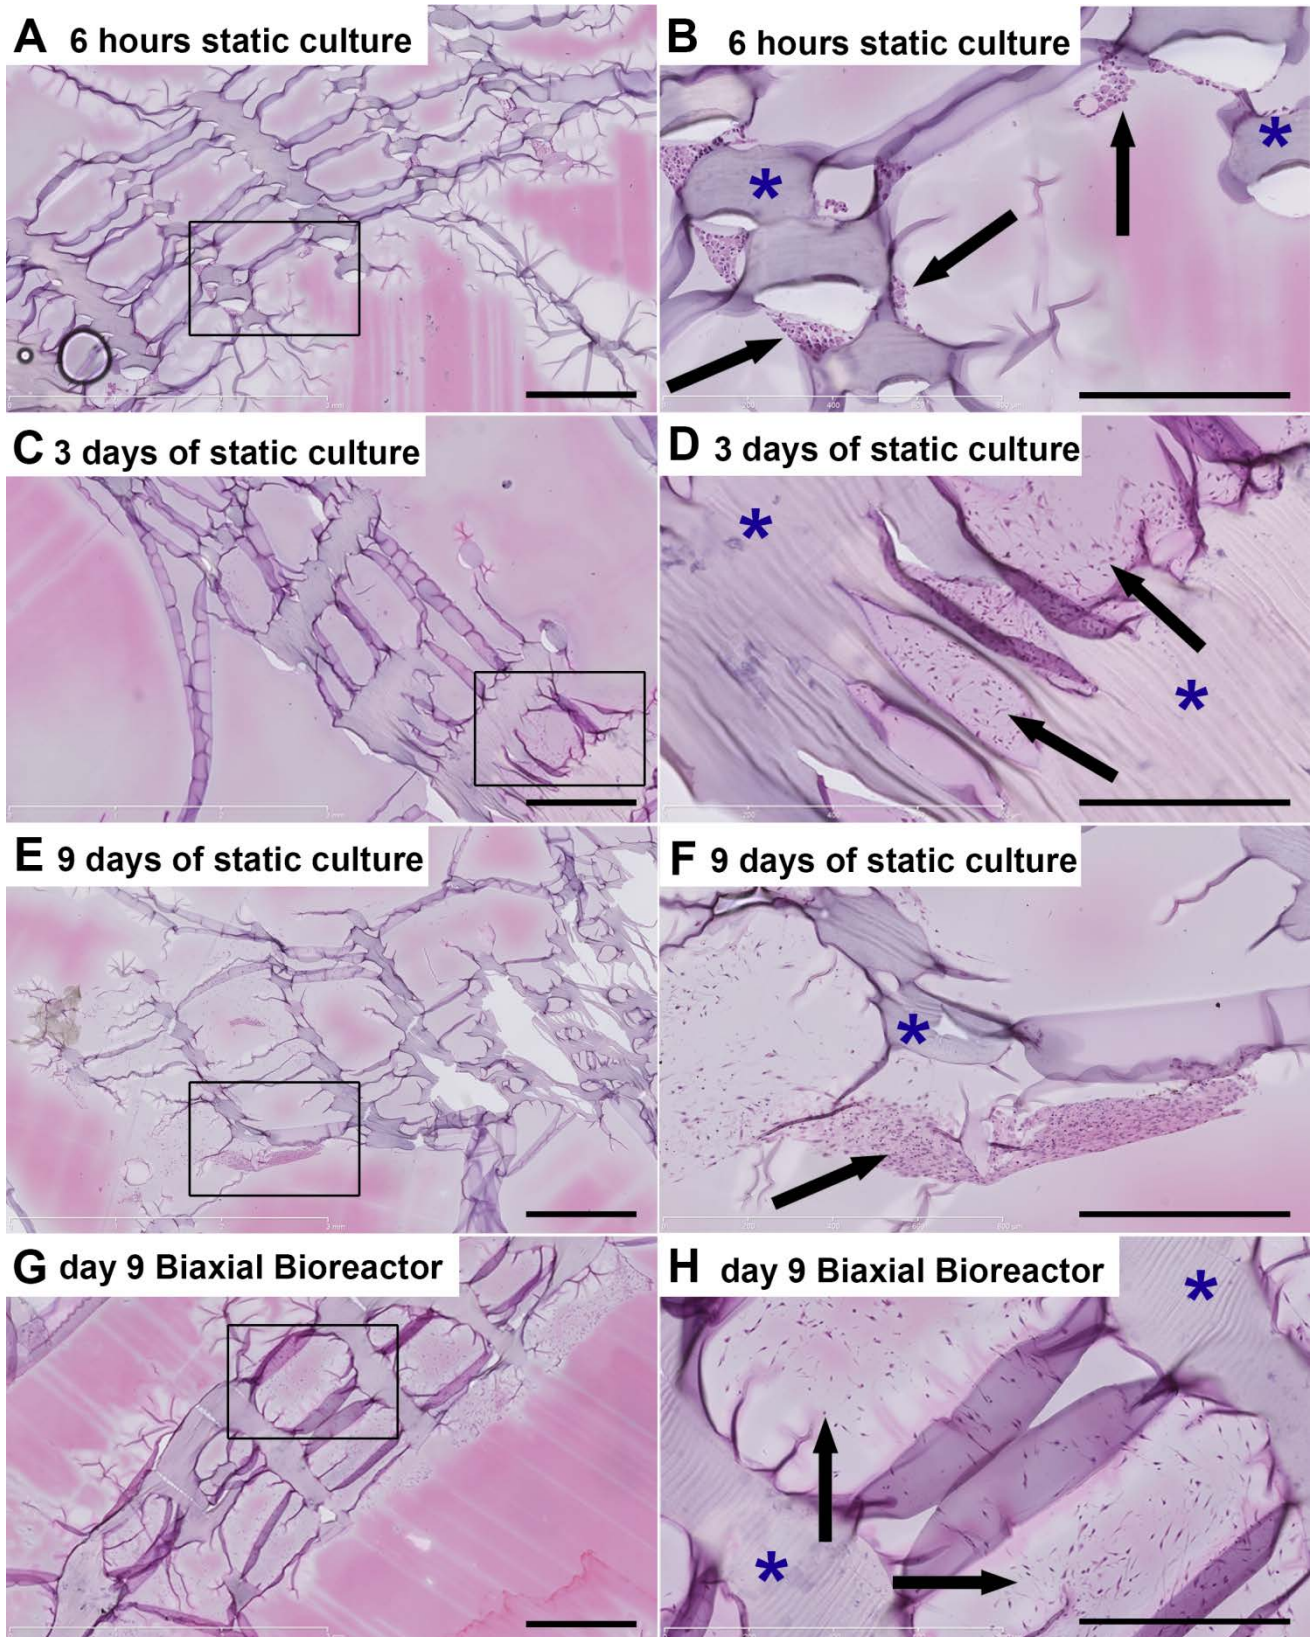 A 6 hours static culture
B 6 hours static culture
*
*
C 3 days of static culture
D 3 days of static culture
*
*
E 9 days of static culture
F 9 days of static culture
*
G day 9 Biaxial Bioreactor
H day 9 Biaxial Bioreactor
*
*